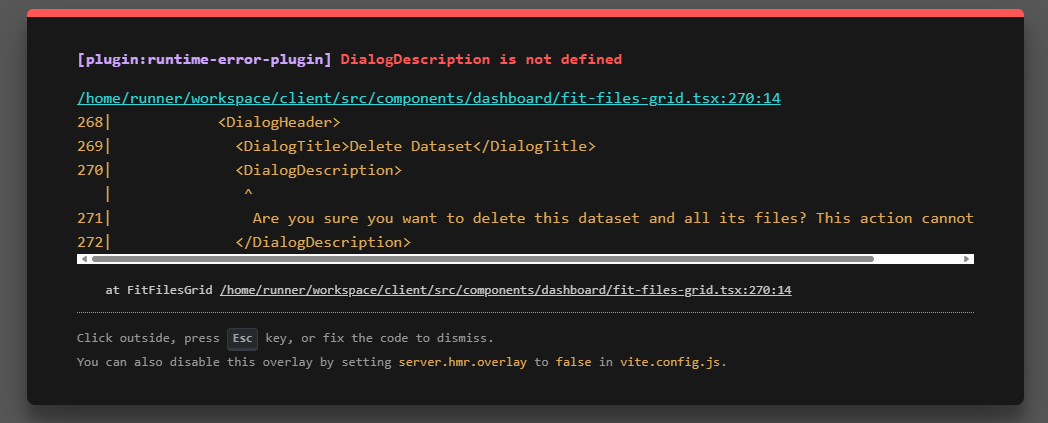 [plugin:runtime-error-plugin] DialogDescription is not defined
/home/runner/workspace/client/src/components/dashboard/fit-files-grid.tsx:270:14
268|            <DialogHeader>
269|              <DialogTitle>Delete Dataset</DialogTitle>
270|              <DialogDescription>
   |               ^
271|                Are you sure you want to delete this dataset and all its files? This action cannot
272|              </DialogDescription>
at FitFilesGrid /home/runner/workspace/client/src/components/dashboard/fit-files-grid.tsx:270:14
Click outside, press Esc key, or fix the code to dismiss.
You can also disable this overlay by setting server.hmr.overlay to false in vite.config.js.